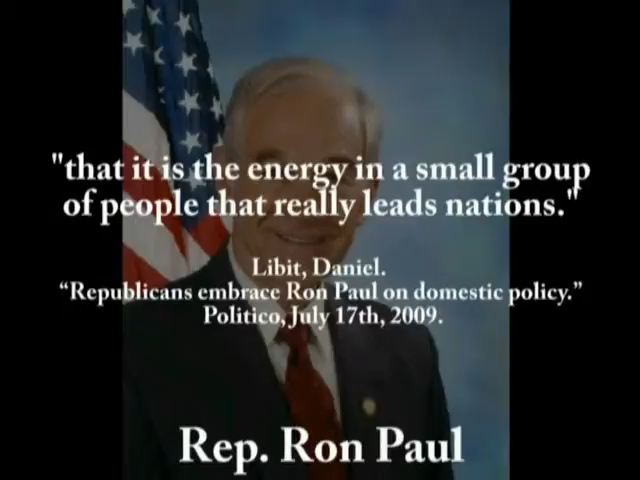 "that it is the energy in a small group
of people that really leads nations."
Libit, Daniel.
“Republicans embrace Ron Paul on domestic policy.”
Politico, July 17th, 2009.
Rep. Ron Paul